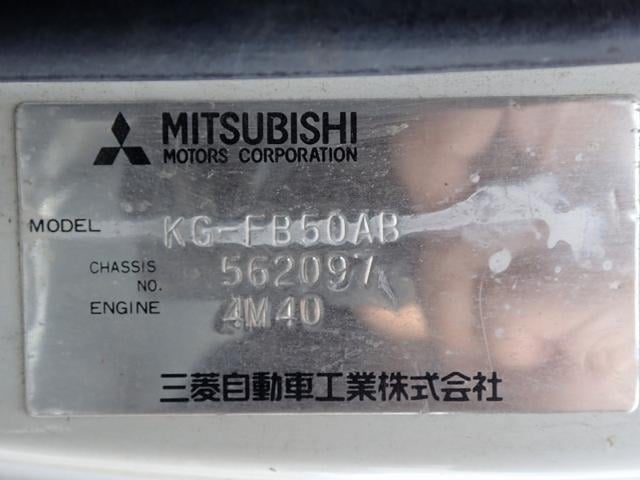 MITSUBISHI
MOTORS CORPORATION
MODEL KG-FB50AB
CHASSIS NO. 562097
ENGINE 4M40
三菱自動車工業株式会社